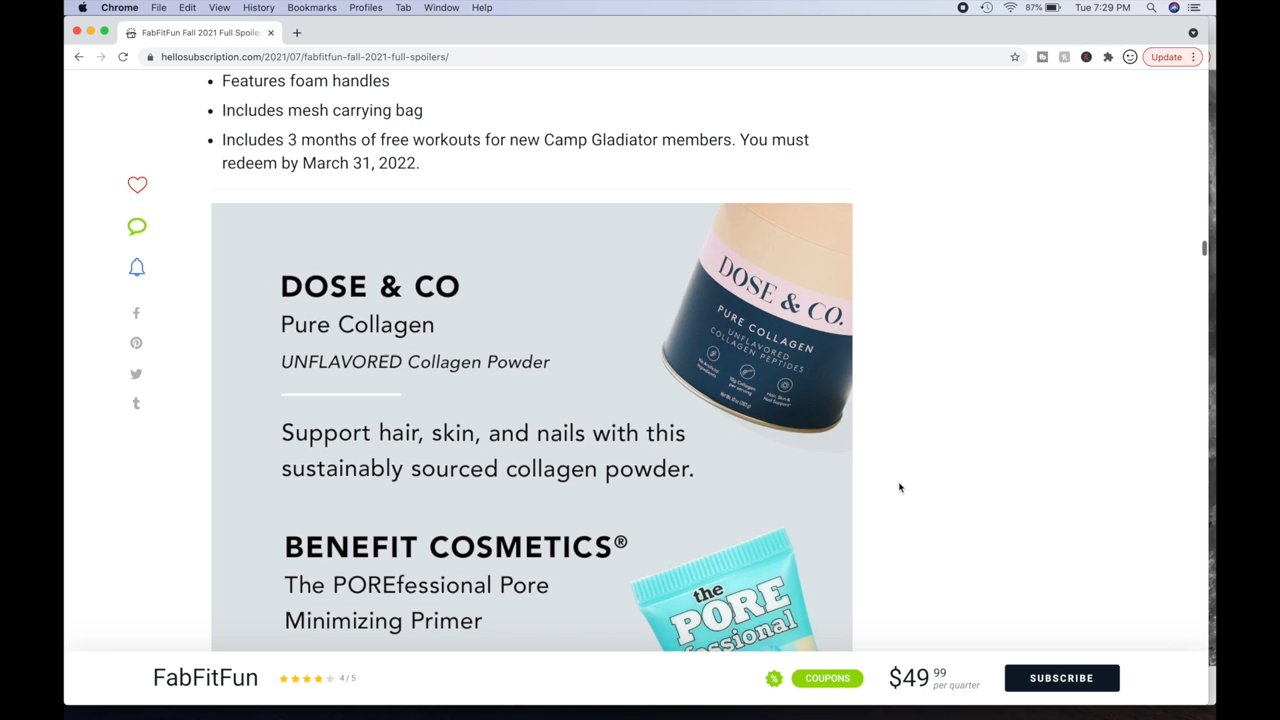 Chrome File Edit View History Bookmarks Profiles Tab Window Help 87% Tue 7:29 PM
FabFitFun Fall 2021 Full Spoile
hellosubscription.com/2021/07/fabfitfun-fall-2021-full-spoilers/ Update
Features foam handles
Includes mesh carrying bag
Includes 3 months of free workouts for new Camp Gladiator members. You must
redeem by March 31, 2022.
DOSE & CO
Pure Collagen
UNFLAVORED Collagen Powder
Support hair, skin, and nails with this
sustainably sourced collagen powder.
DOSE & CO.
PURE COLLAGEN
UNFLAVORED
COLLAGEN PEPTIDES
BENEFIT COSMETICS®
The POREfessional Pore
Minimizing Primer
the
PORE
fessional
FabFitFun 4/5 % COUPONS $49 99 per quarter SUBSCRIBE